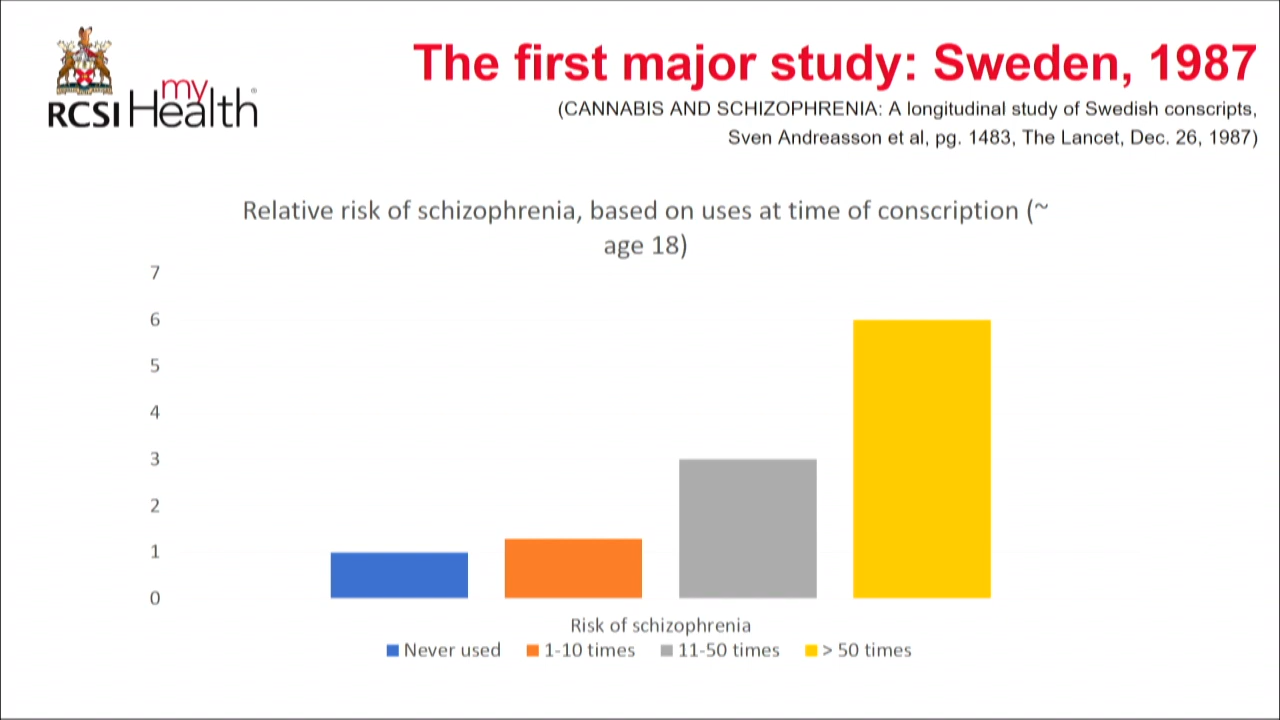 my
RCSI Health®
The first major study: Sweden, 1987
(CANNABIS AND SCHIZOPHRENIA: A longitudinal study of Swedish conscripts,
Sven Andreasson et al, pg. 1483, The Lancet, Dec. 26, 1987)
Relative risk of schizophrenia, based on uses at time of conscription (~
age 18)
7
6
5
4
3
2
1
0
Risk of schizophrenia
Never used 1-10 times 11-50 times > 50 times